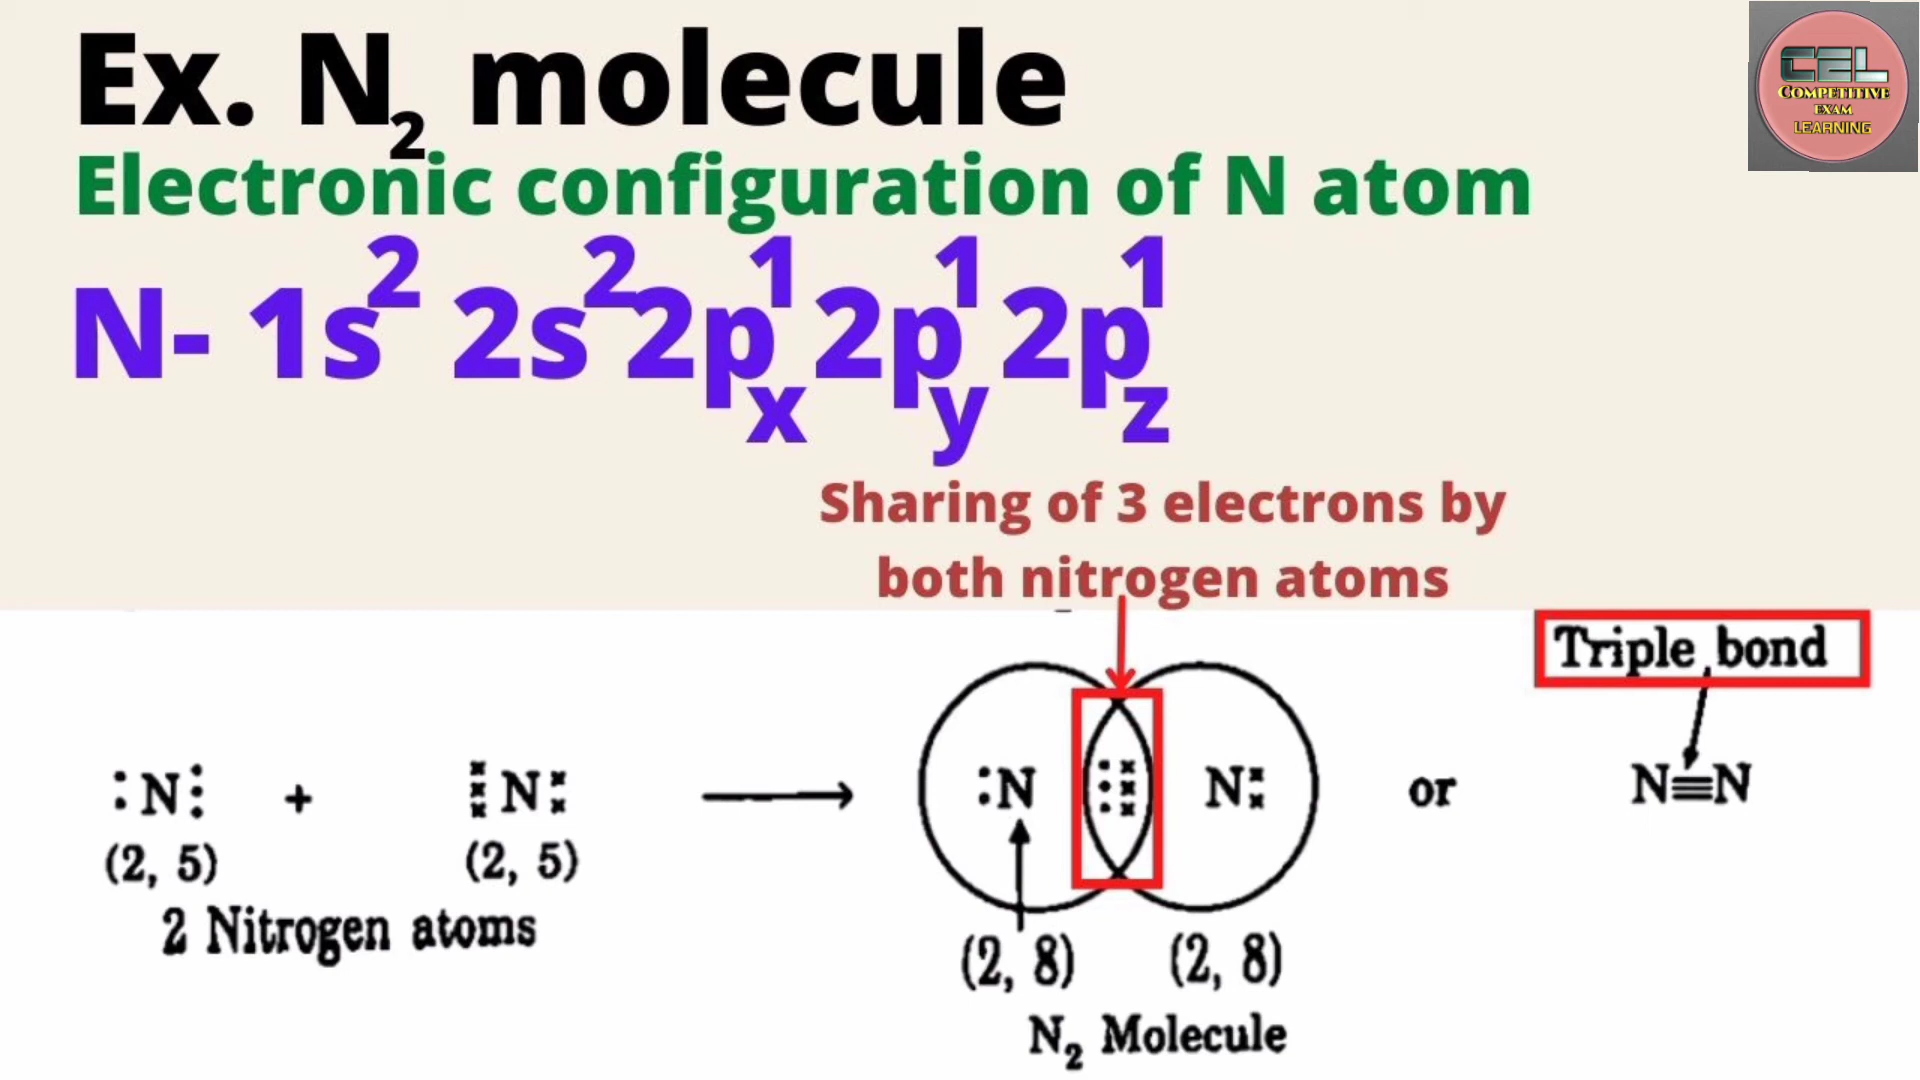 Ex. N₂ molecule
CEL
COMPETITIVE
EXAM
LEARNING
Electronic configuration of N atom
N- 1s² 2s² 2pₓ¹ 2pᵧ¹ 2p_z¹
Sharing of 3 electrons by
both nitrogen atoms
Triple bond
:N⋮ + ⋮N: ⟶ :N ⋮⋮ N: or N≡N
(2, 5) (2, 5)
2 Nitrogen atoms
(2, 8) (2, 8)
N₂ Molecule